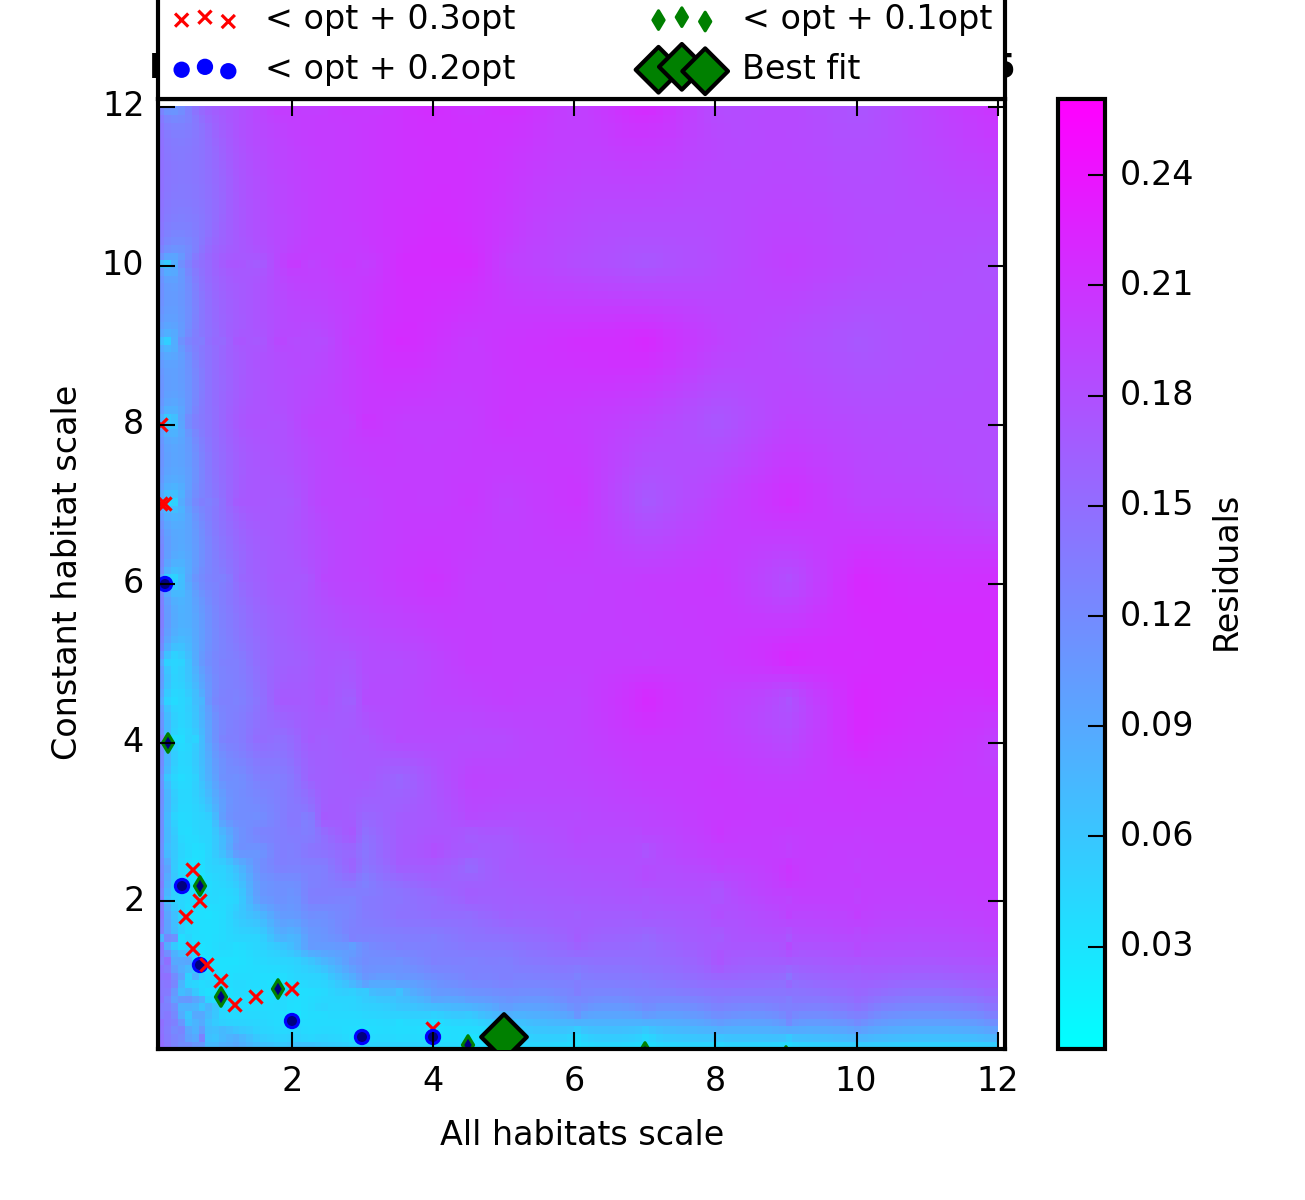 < opt + 0.3opt
< opt + 0.1opt
< opt + 0.2opt
Best fit
12
10
8
6
4
2
Constant habitat scale
2
4
6
8
10
12
All habitats scale
0.24
0.21
0.18
0.15
0.12
0.09
0.06
0.03
Residuals